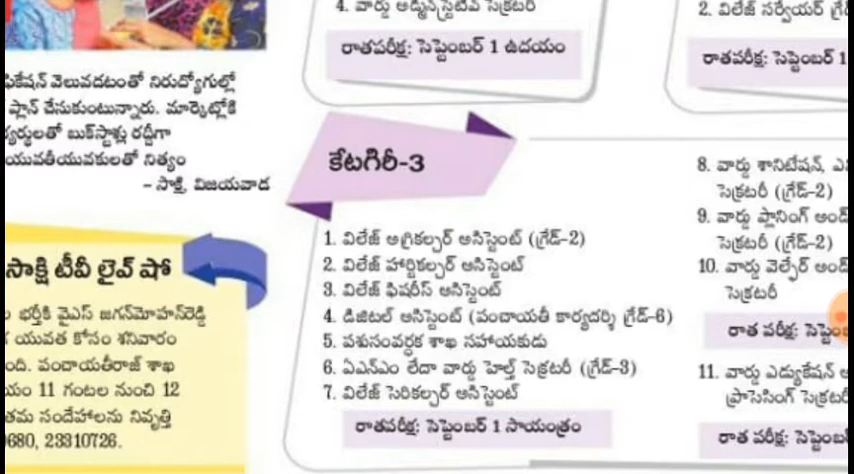 4. వార్డు అడ్మినిస్ట్రేటివ్ సెక్రటరీ
రాతపరీక్ష: సెప్టెంబర్ 1 ఉదయం
2. విలేజ్ సర్వేయర్
రాతపరీక్ష: సెప్టెంబర్ 1
వెలువడటంతో నిరుద్యోగుల్లో
ప్లాన్ చేసుకుంటున్నారు. మార్కెట్లోకి
బుక్‌స్టాళ్లు రద్దీగా
యువతీయువకులతో నిత్యం
– సాక్షి, విజయవాడ
సాక్షి టీవీ లైవ్ షో
భర్తీకి వైఎస్ జగన్‌మోహన్‌రెడ్డి
యువత కోసం శనివారం
పంచాయతీరాజ్ శాఖ
11 గంటల నుంచి 12
తమ సందేహాలను నివృత్తి
23310726.
కేటగిరీ-3
1. విలేజ్ అగ్రికల్చర్ అసిస్టెంట్ (గ్రేడ్-2)
2. విలేజ్ హార్టికల్చర్ అసిస్టెంట్
3. విలేజ్ ఫిషరీస్ అసిస్టెంట్
4. డిజిటల్ అసిస్టెంట్ (పంచాయతీ కార్యదర్శి గ్రేడ్-6)
5. పశుసంవర్ధక శాఖ సహాయకుడు
6. ఏఎన్ఎం లేదా వార్డు హెల్త్ సెక్రటరీ (గ్రేడ్-3)
7. విలేజ్ సెరికల్చర్ అసిస్టెంట్
రాతపరీక్ష: సెప్టెంబర్ 1 సాయంత్రం
8. వార్డు శానిటేషన్,
సెక్రటరీ (గ్రేడ్-2)
9. వార్డు ప్లానింగ్ అండ్
సెక్రటరీ (గ్రేడ్-2)
10. వార్డు వెల్ఫేర్ అండ్
సెక్రటరీ
రాత పరీక్ష:
11. వార్డు ఎడ్యుకేషన్
ప్రాసెసింగ్ సెక్రటరీ
రాత పరీక్ష: